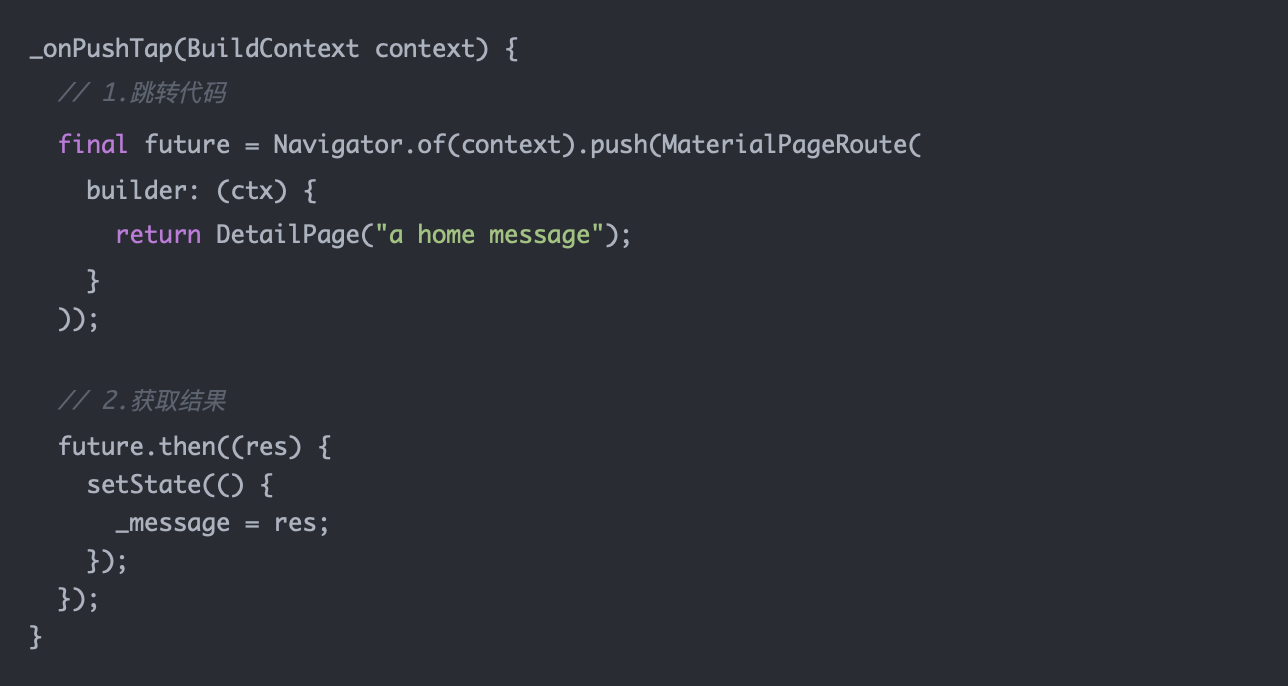 _onPushTap(BuildContext context) {
  // 1.跳转代码
  final future = Navigator.of(context).push(MaterialPageRoute(
    builder: (ctx) {
      return DetailPage("a home message");
    }
  ));

  // 2.获取结果
  future.then((res) {
    setState(() {
      _message = res;
    });
  });
}